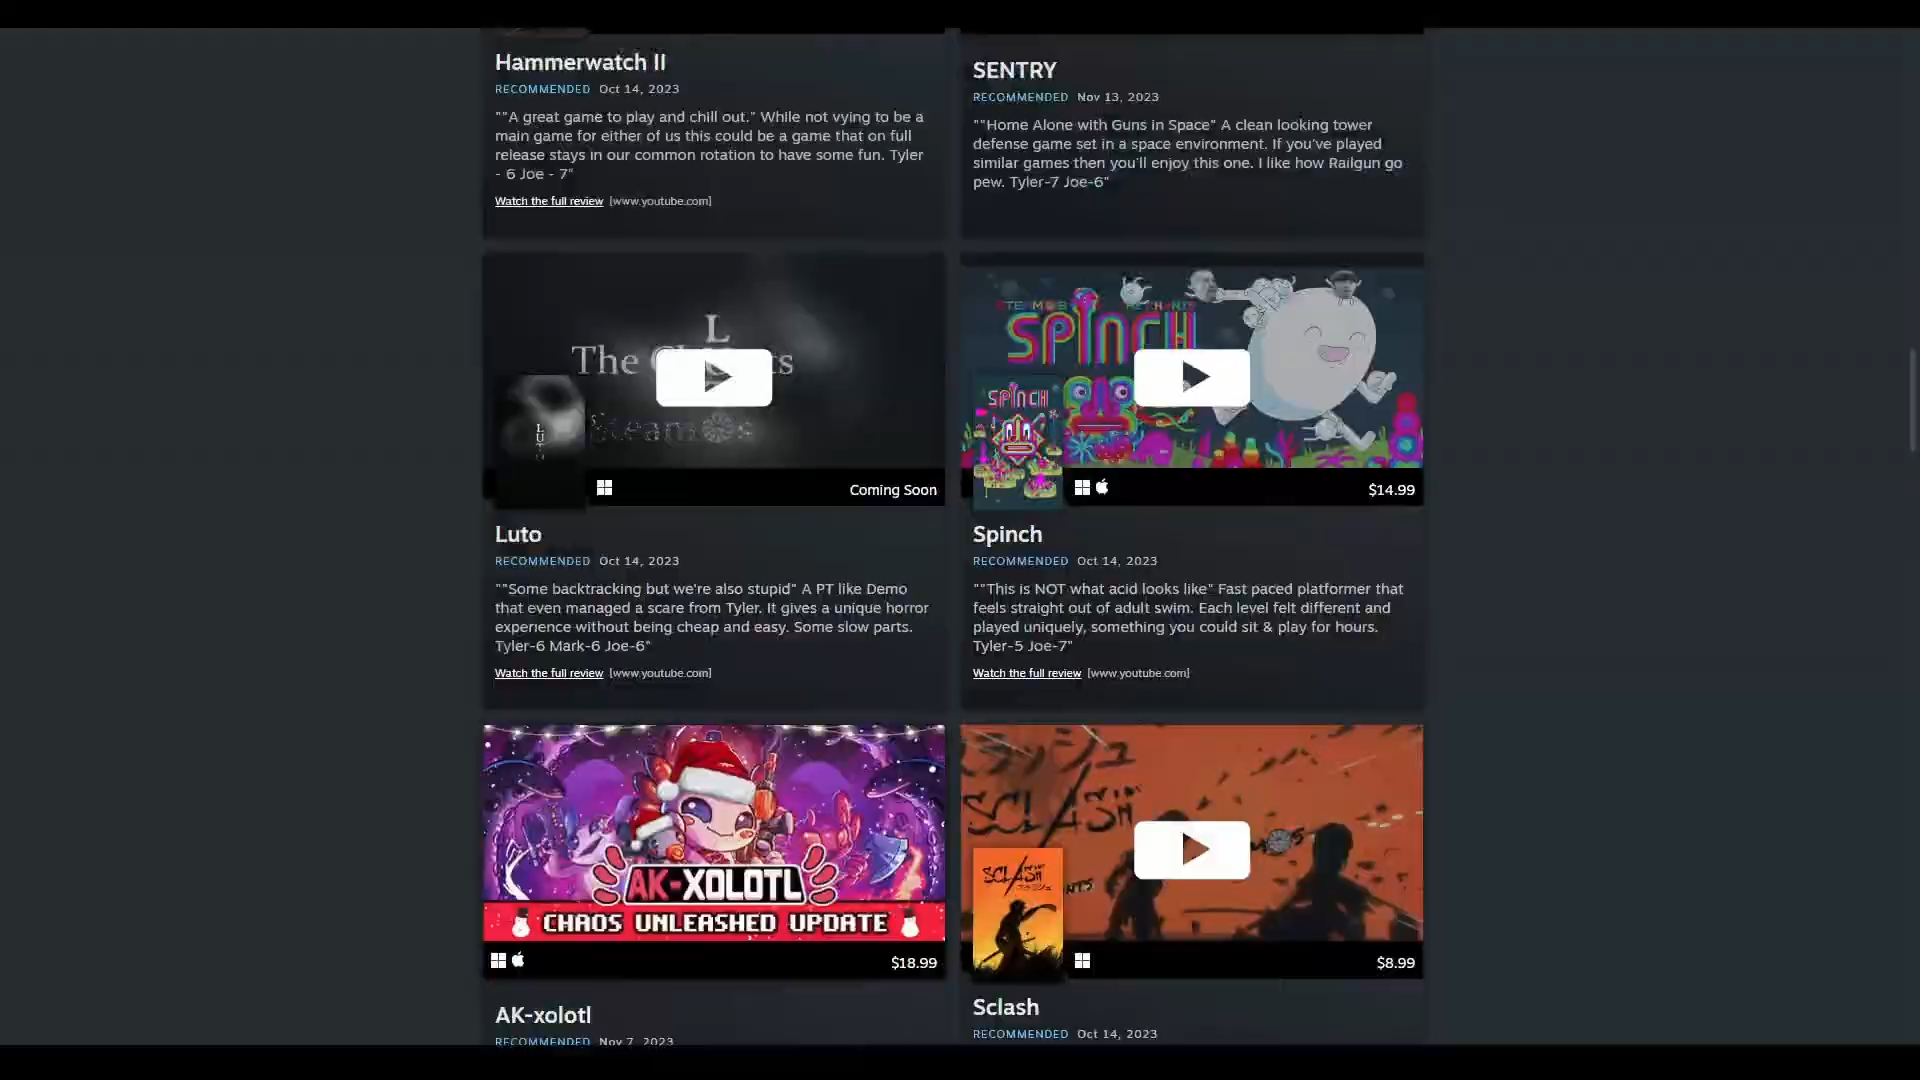 Hammerwatch II
RECOMMENDED Oct 14, 2023
""A great game to play and chill out." While not vying to be a
main game for either of us this could be a game that on full
release stays in our common rotation to have some fun. Tyler
- 6 Joe - 7"
Watch the full review [www.youtube.com]
SENTRY
RECOMMENDED Nov 13, 2023
""Home Alone with Guns in Space" A clean looking tower
defense game set in a space environment. If you've played
similar games then you'll enjoy this one. I like how Railgun go
pew. Tyler-7 Joe-6"
L
The
LUTO
Coming Soon
Luto
RECOMMENDED Oct 14, 2023
""Some backtracking but we're also stupid" A PT like Demo
that even managed a scare from Tyler. It gives a unique horror
experience without being cheap and easy. Some slow parts.
Tyler-6 Mark-6 Joe-6"
Watch the full review [www.youtube.com]
SPINCH
SPINCH
$14.99
Spinch
RECOMMENDED Oct 14, 2023
""This is NOT what acid looks like" Fast paced platformer that
feels straight out of adult swim. Each level felt different and
played uniquely, something you could sit & play for hours.
Tyler-5 Joe-7"
Watch the full review [www.youtube.com]
AK-XOLOTL
CHAOS UNLEASHED UPDATE
$18.99
AK-xolotl
RECOMMENDED Nov 7, 2023
SCLASH
SCLASH
$8.99
Sclash
RECOMMENDED Oct 14, 2023